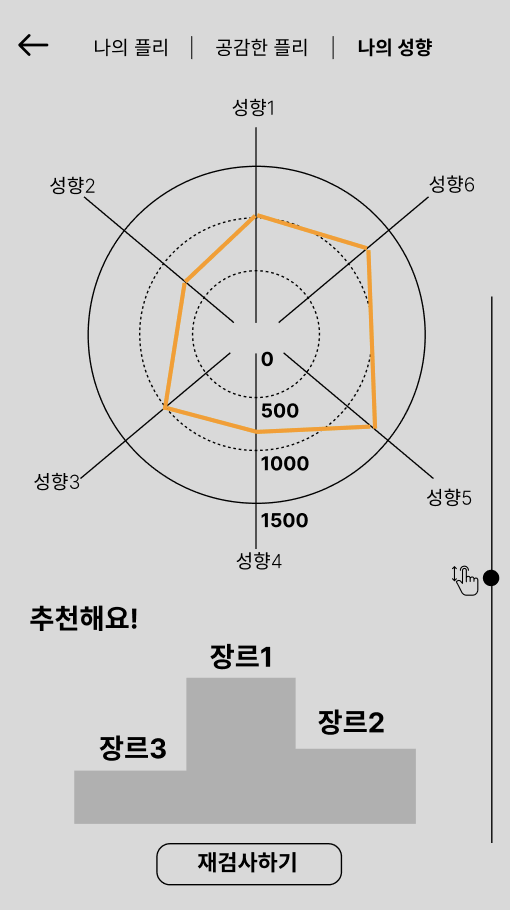 나의 플리 | 공감한 플리 | 나의 성향
성향1
성향2
성향6
0
500
1000
1500
성향3
성향5
성향4
추천해요!
장르1
장르2
장르3
재검사하기